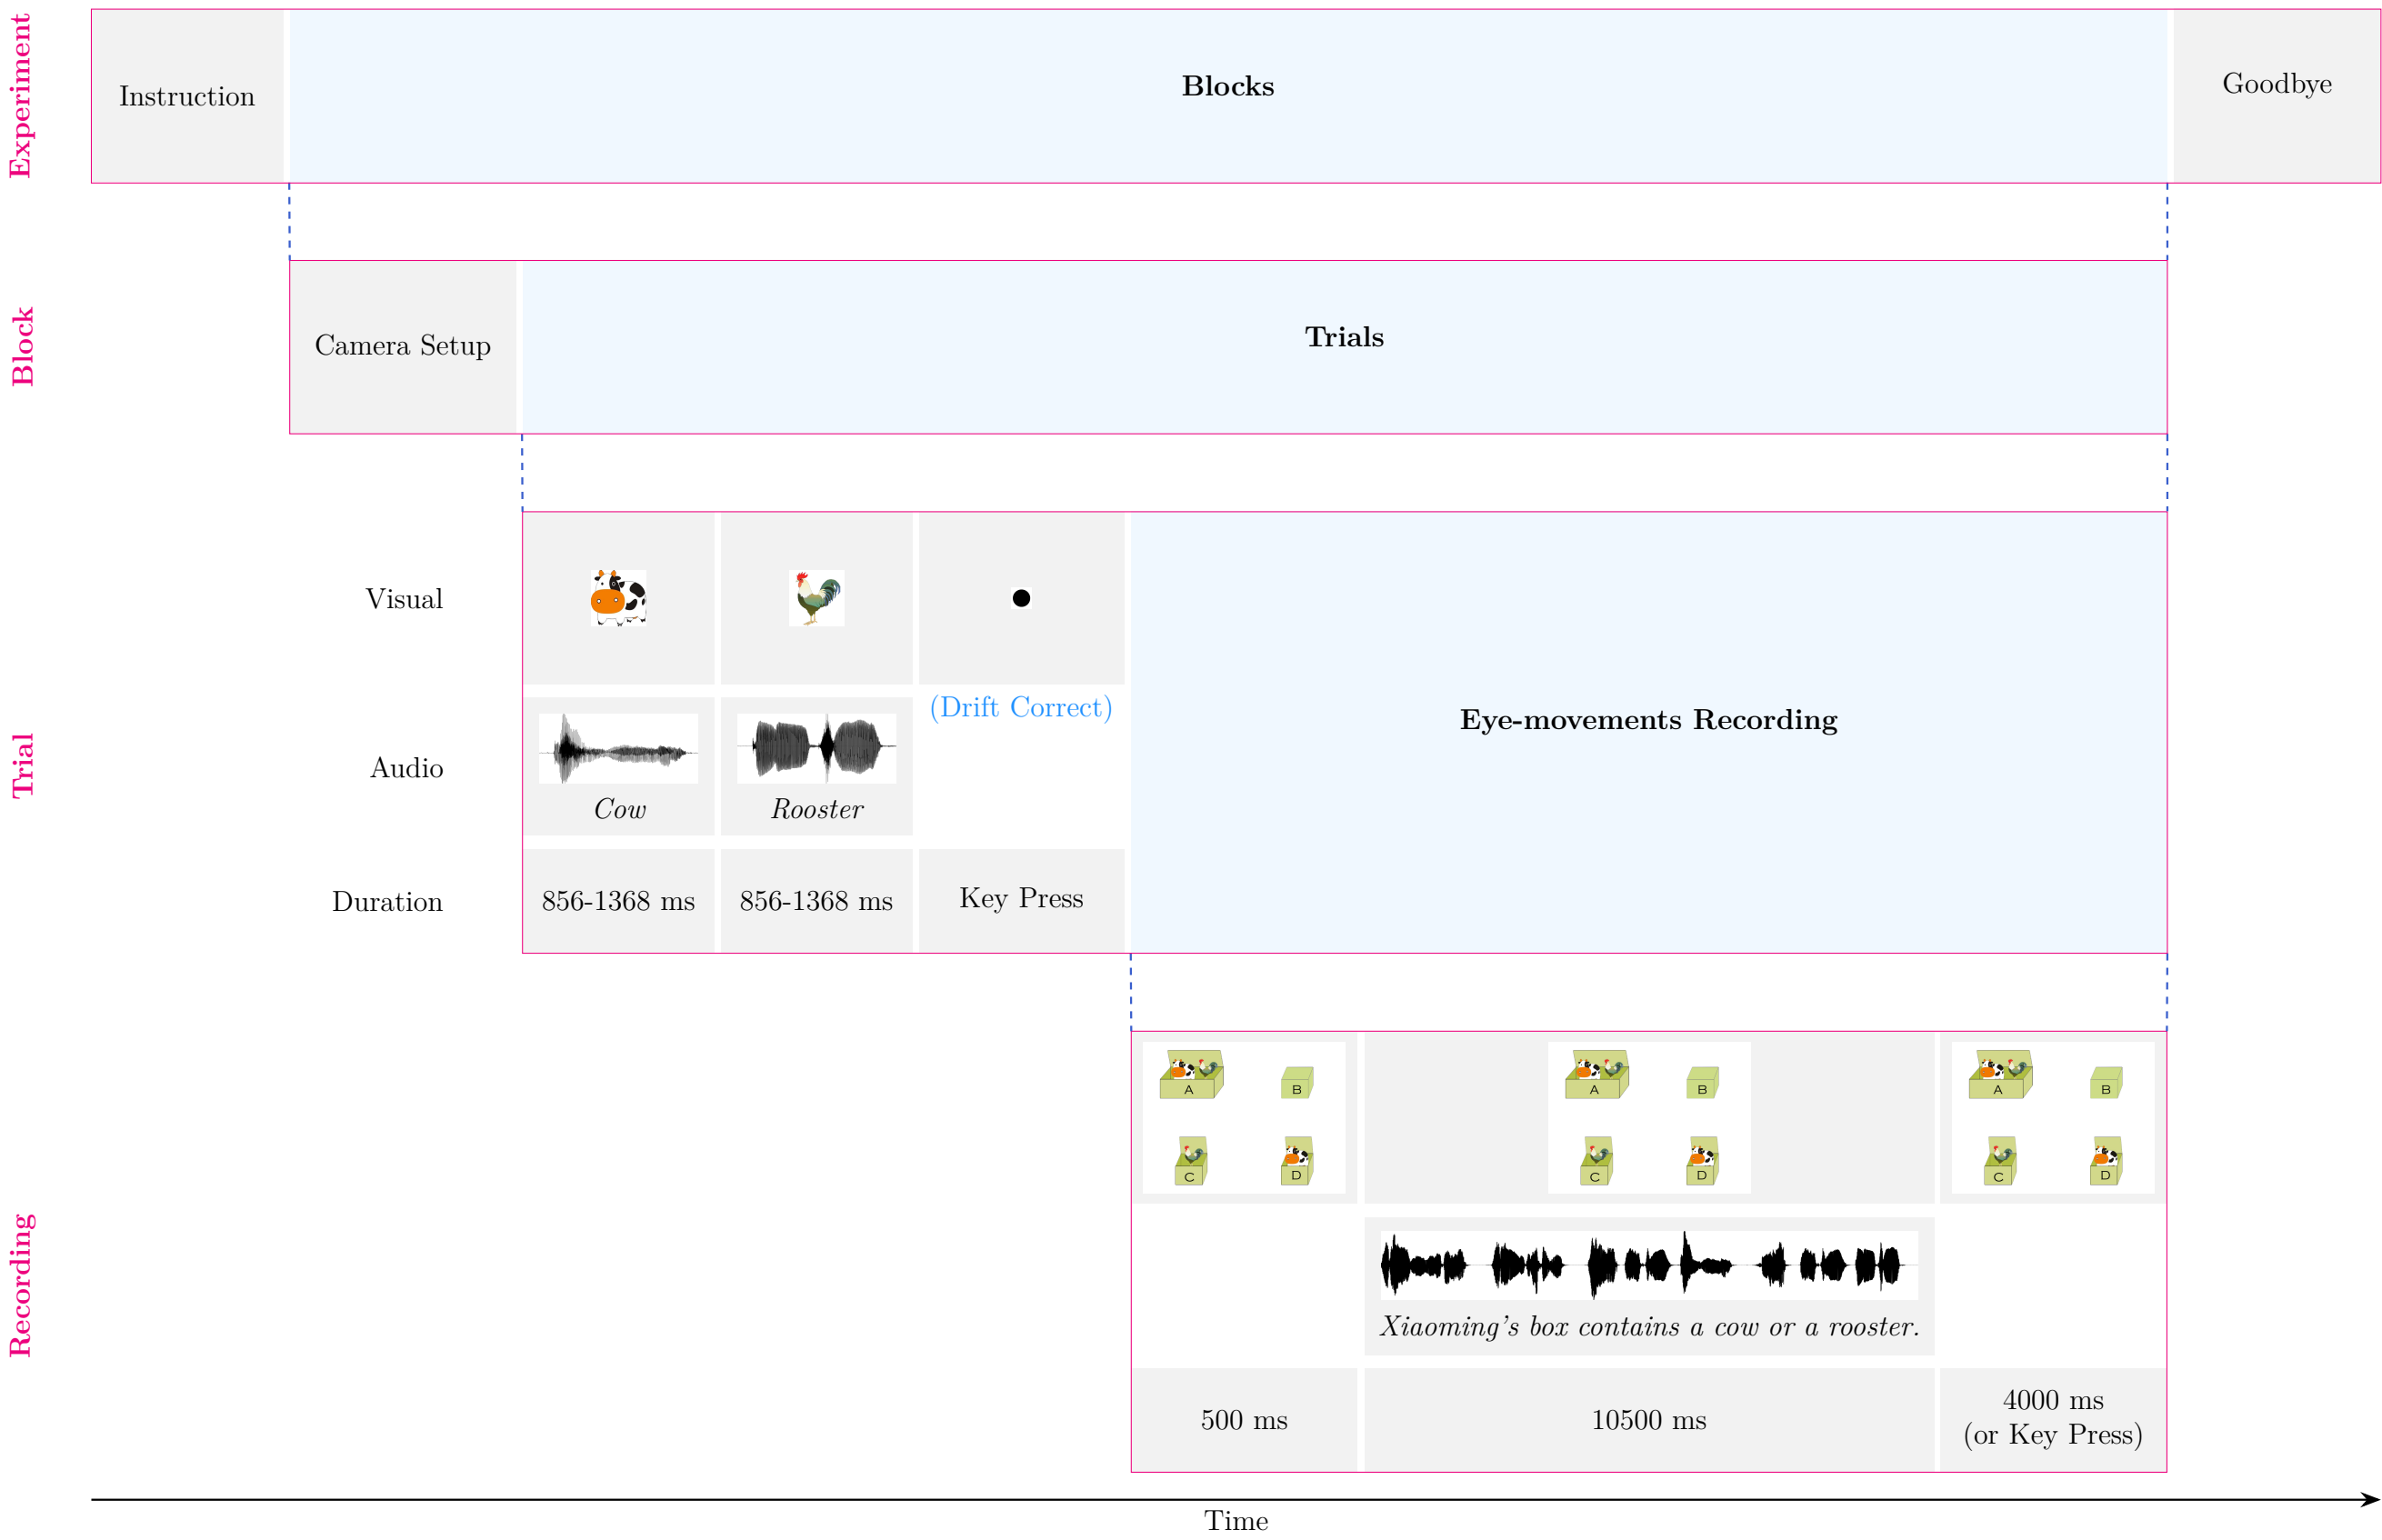 Experiment
Instruction
Blocks
Goodbye
Block
Camera Setup
Trials
Trial
Visual
(Drift Correct)
Eye-movements Recording
Audio
Cow
Rooster
Duration
856-1368 ms
856-1368 ms
Key Press
Recording
A
B
C
D
A
B
C
D
A
B
C
D
Xiaoming's box contains a cow or a rooster.
500 ms
10500 ms
4000 ms
(or Key Press)
Time